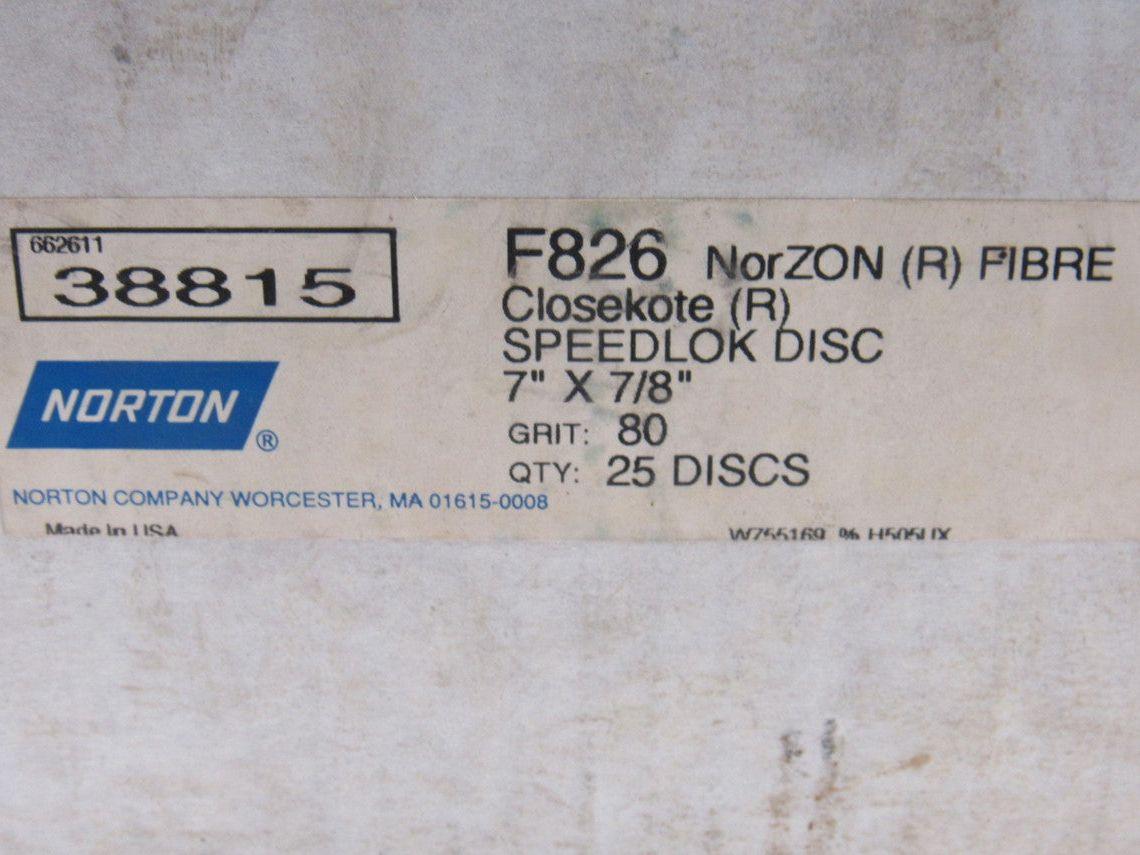 662611
38815
NORTON
®
NORTON COMPANY WORCESTER, MA 01615-0008
Made In USA
F826 NorZON (R) FIBRE
Closekote (R)
SPEEDLOK DISC
7" X 7/8"
GRIT: 80
QTY: 25 DISCS